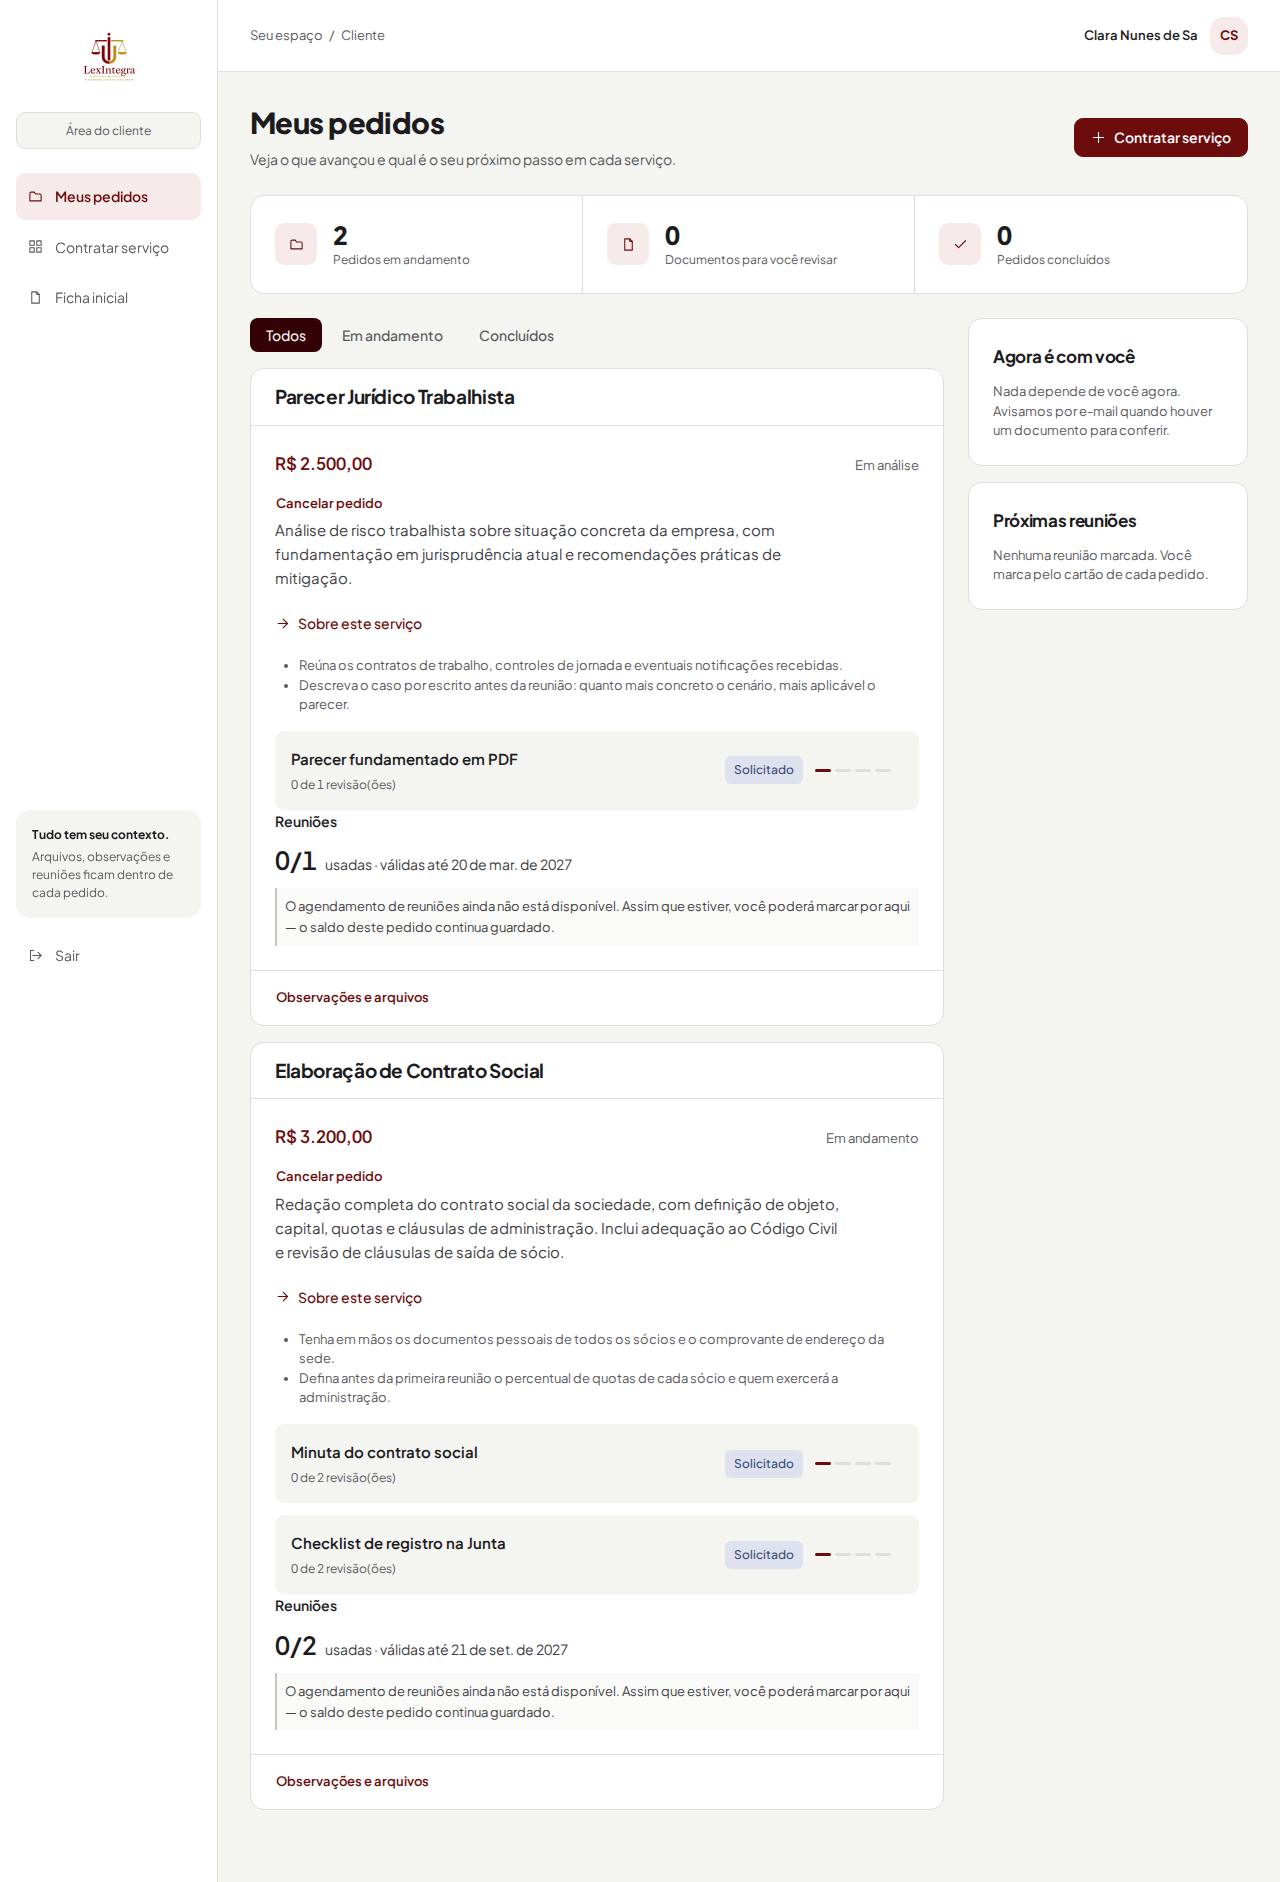 LexIntegra
Área do cliente
Meus pedidos
Contratar serviço
Ficha inicial
Tudo tem seu contexto.
Arquivos, observações e
reuniões ficam dentro de
cada pedido.
Sair
Seu espaço / Cliente
Clara Nunes de Sa
CS
Meus pedidos
Veja o que avançou e qual é o seu próximo passo em cada serviço.
Contratar serviço
2
Pedidos em andamento
0
Documentos para você revisar
0
Pedidos concluídos
Todos
Em andamento
Concluídos
Parecer Jurídico Trabalhista
R$ 2.500,00
Em análise
Cancelar pedido
Análise de risco trabalhista sobre situação concreta da empresa, com
fundamentação em jurisprudência atual e recomendações práticas de
mitigação.
Sobre este serviço
• Reúna os contratos de trabalho, controles de jornada e eventuais notificações recebidas.
• Descreva o caso por escrito antes da reunião: quanto mais concreto o cenário, mais aplicável o
parecer.
Parecer fundamentado em PDF
0 de 1 revisão(ões)
Solicitado
Reuniões
0/1 usadas · válidas até 20 de mar. de 2027
O agendamento de reuniões ainda não está disponível. Assim que estiver, você poderá marcar por aqui
— o saldo deste pedido continua guardado.
Observações e arquivos
Elaboração de Contrato Social
R$ 3.200,00
Em andamento
Cancelar pedido
Redação completa do contrato social da sociedade, com definição de objeto,
capital, quotas e cláusulas de administração. Inclui adequação ao Código Civil
e revisão de cláusulas de saída de sócio.
Sobre este serviço
• Tenha em mãos os documentos pessoais de todos os sócios e o comprovante de endereço da
sede.
• Defina antes da primeira reunião o percentual de quotas de cada sócio e quem exercerá a
administração.
Minuta do contrato social
0 de 2 revisão(ões)
Solicitado
Checklist de registro na Junta
0 de 2 revisão(ões)
Solicitado
Reuniões
0/2 usadas · válidas até 21 de set. de 2027
O agendamento de reuniões ainda não está disponível. Assim que estiver, você poderá marcar por aqui
— o saldo deste pedido continua guardado.
Observações e arquivos
Agora é com você
Nada depende de você agora.
Avisamos por e-mail quando houver
um documento para conferir.
Próximas reuniões
Nenhuma reunião marcada. Você
marca pelo cartão de cada pedido.